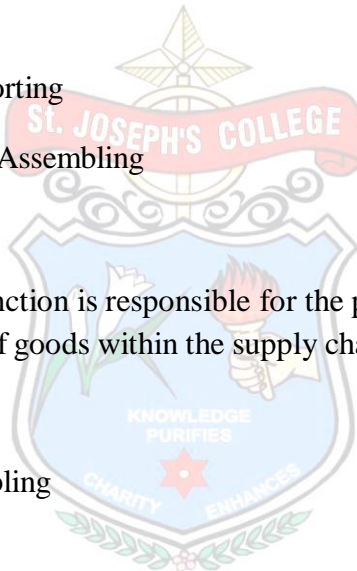 orting
St. JOSEPH'S COLLEGE
Assembling
nction is responsible for the p
f goods within the supply cha
KNOWLEDGE
PURIFIES
bling
CHARITY
ENHANCES